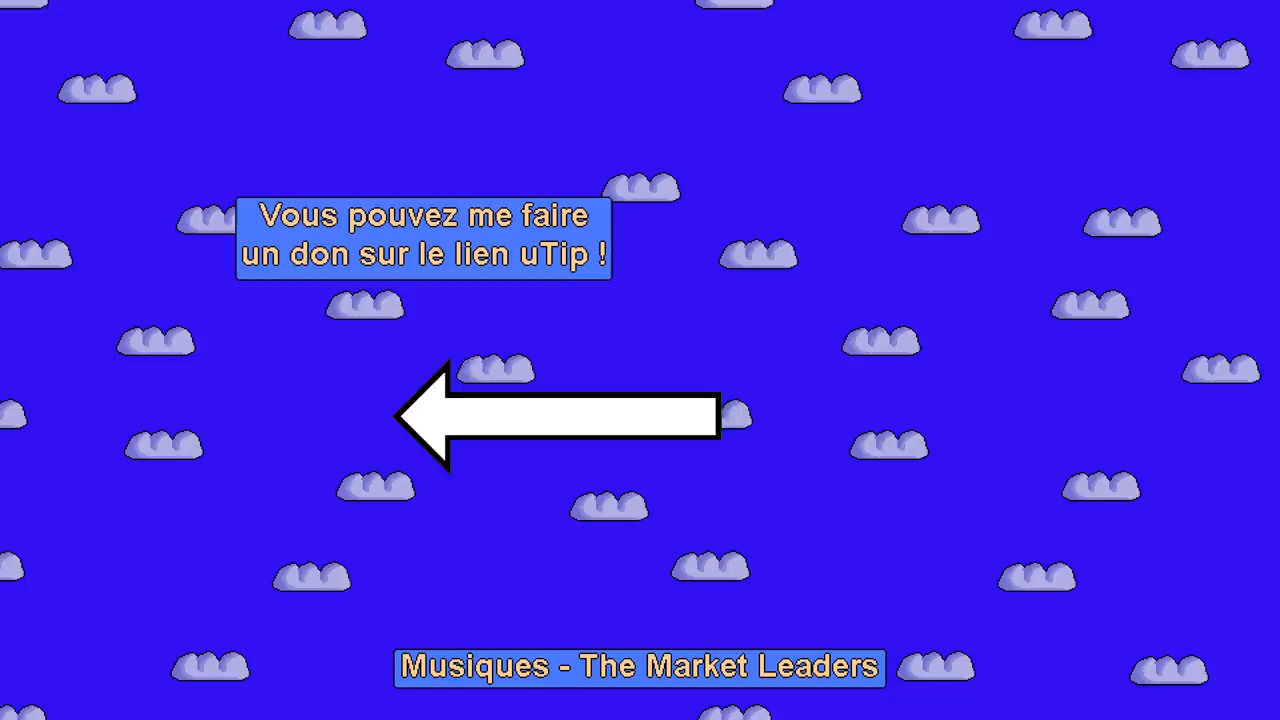 Vous pouvez me faire
un don sur le lien uTip !
Musiques - The Market Leaders